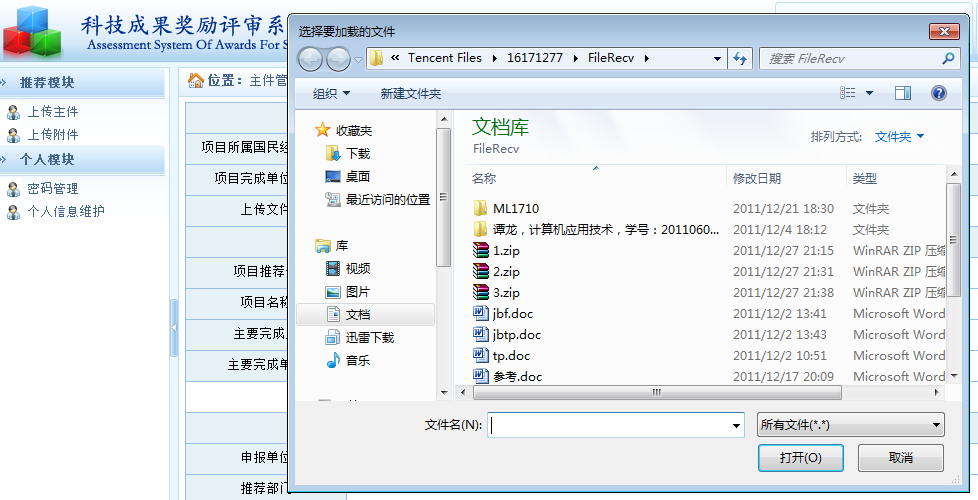 科技成果奖励评审系
Assessment System Of Awards For S
推荐模块
上传主件
上传附件
个人模块
密码管理
个人信息维护
位置：主件管
项目所属国民经
项目完成单位
上传文件
项目推荐
项目名称
主要完成
主要完成单
申报单位
推荐部门
选择要加载的文件
« Tencent Files ▸ 16171277 ▸ FileRecv ▸
搜索 FileRecv
组织 ▼ 新建文件夹
收藏夹
下载
桌面
最近访问的位置
库
视频
图片
文档
迅雷下载
音乐
文档库
FileRecv
排列方式: 文件夹 ▼
名称 修改日期 类型
ML1710 2011/12/21 18:30 文件夹
谭龙，计算机应用技术，学号：2011060... 2011/12/4 18:12 文件夹
1.zip 2011/12/27 21:15 WinRAR ZIP 压缩
2.zip 2011/12/27 21:31 WinRAR ZIP 压缩
3.zip 2011/12/27 21:38 WinRAR ZIP 压缩
jbf.doc 2011/12/2 13:41 Microsoft Word
jbtp.doc 2011/12/2 13:43 Microsoft Word
tp.doc 2011/12/2 10:51 Microsoft Word
参考.doc 2011/12/17 20:09 Microsoft Word
文件名(N):
所有文件(*.*)
打开(O) 取消